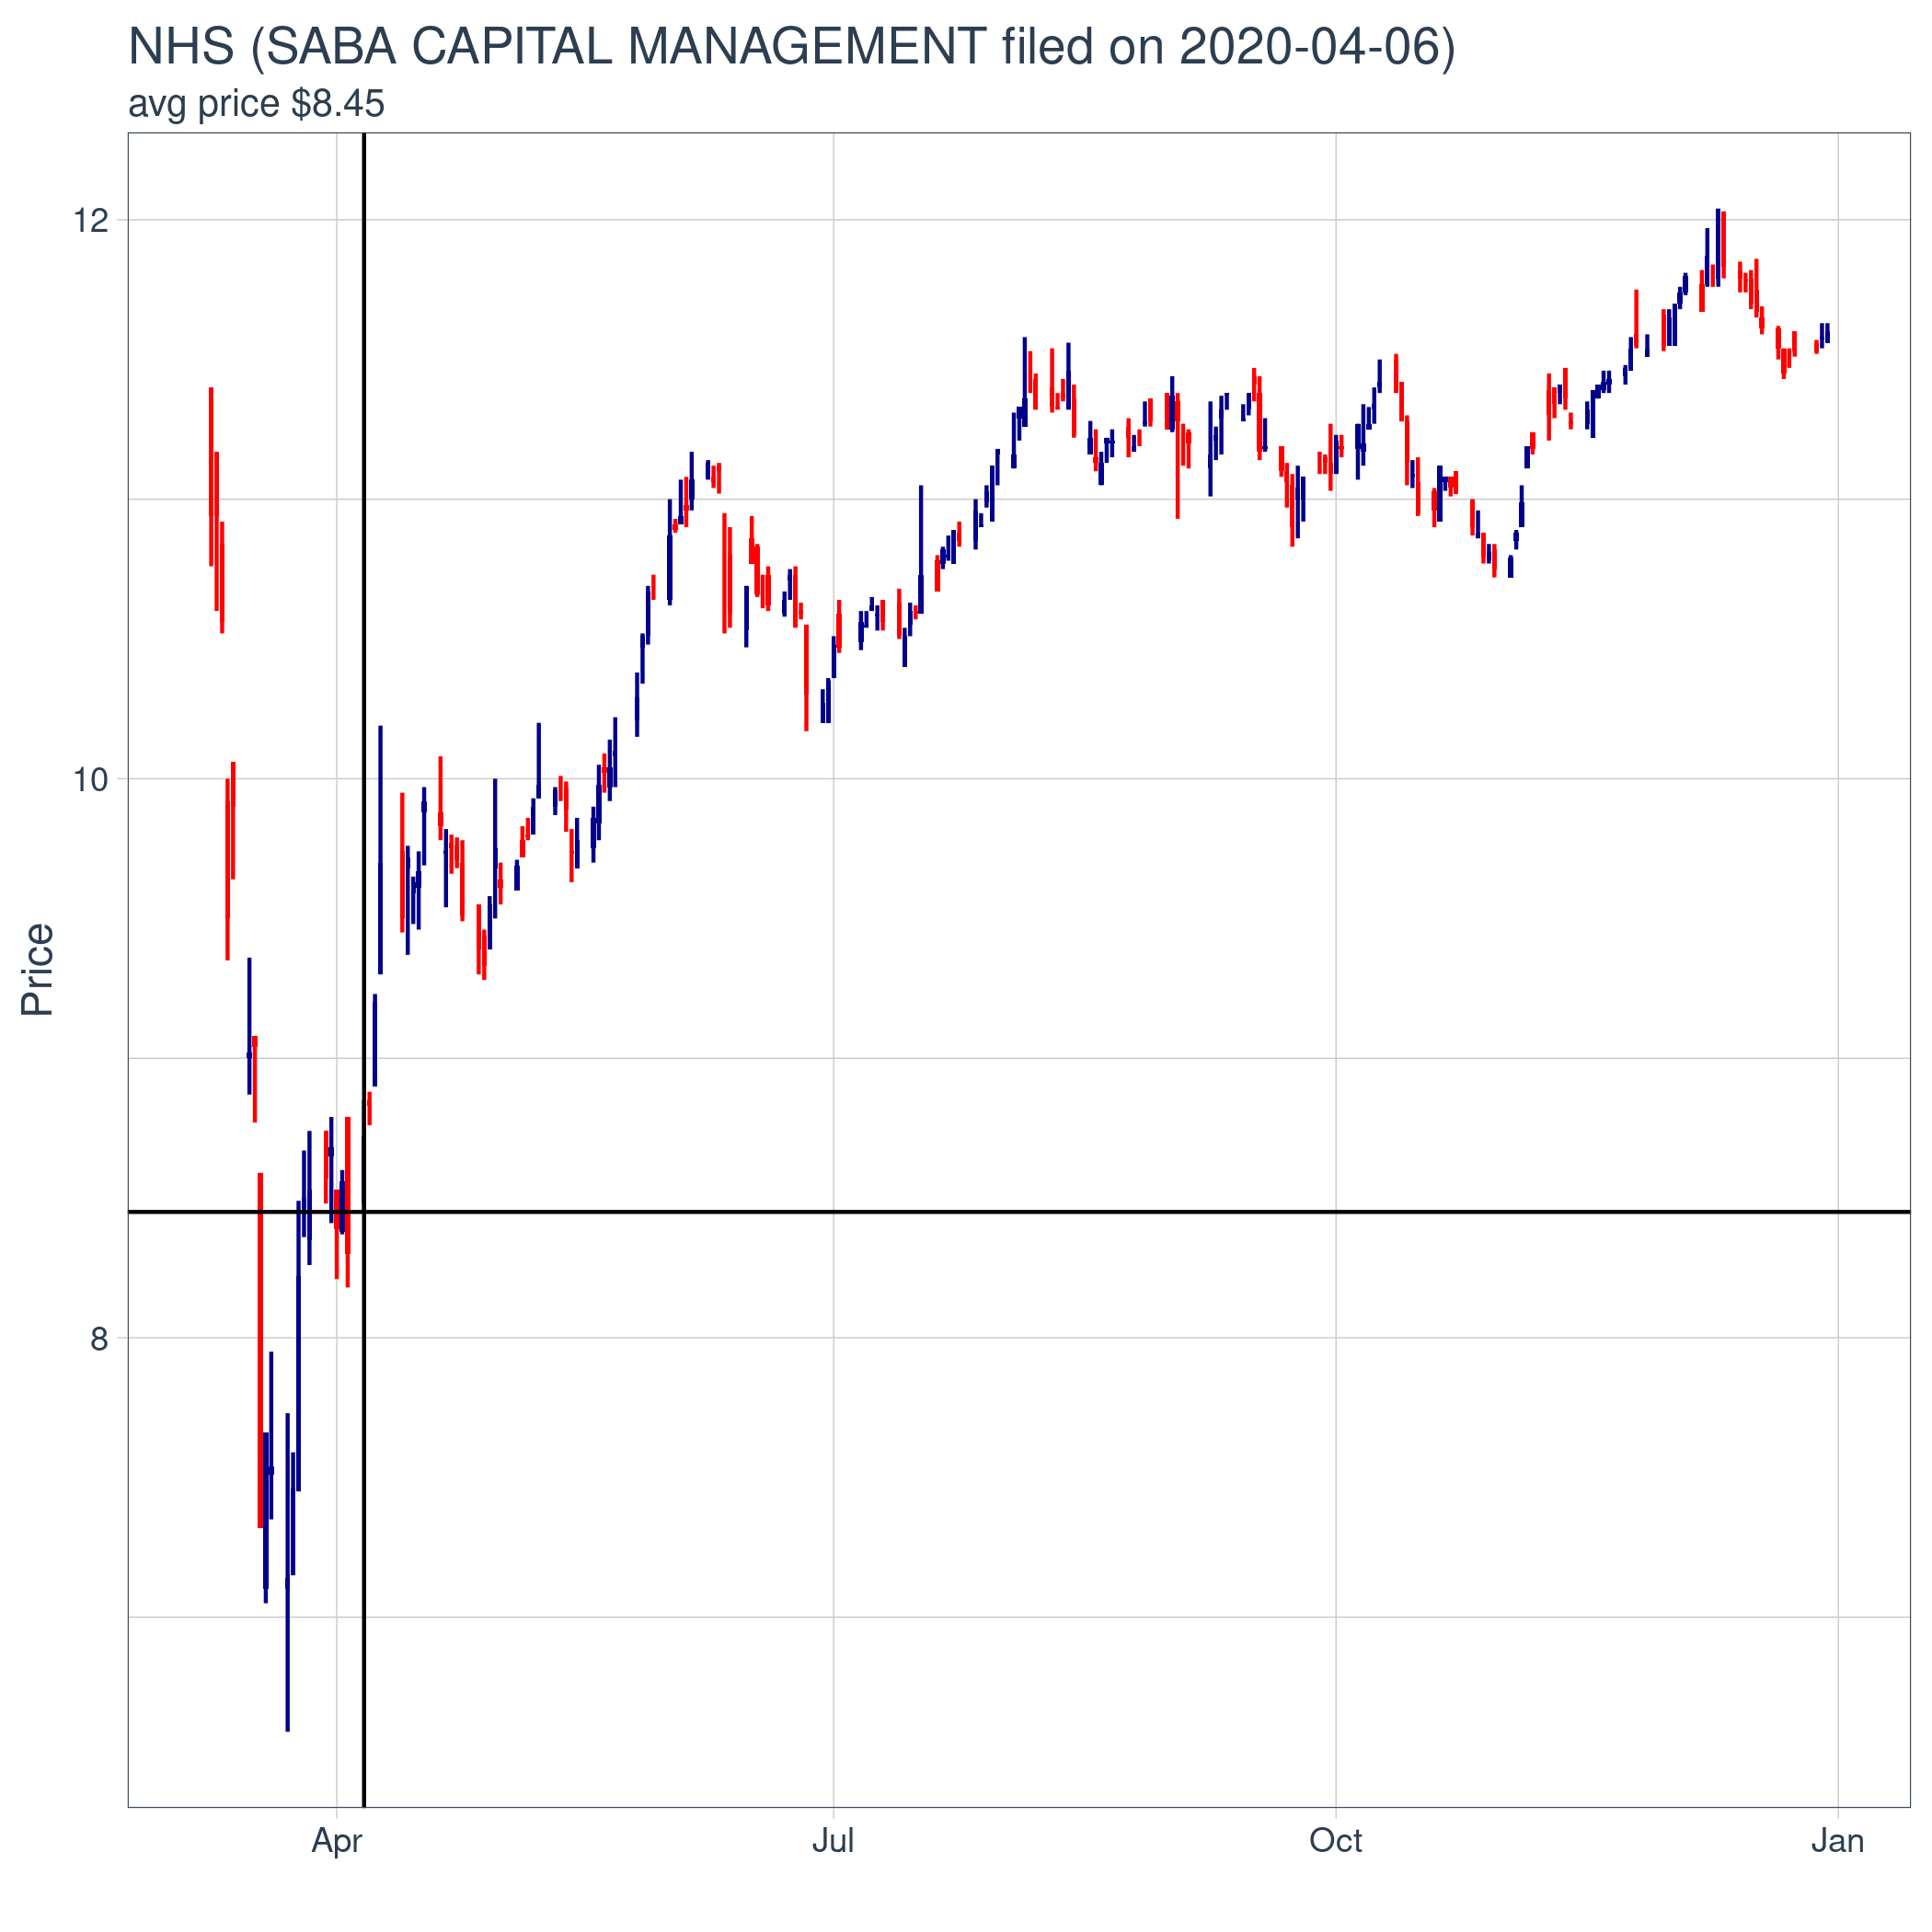 NHS (SABA CAPITAL MANAGEMENT filed on 2020-04-06)
avg price $8.45
12
10
8
Price
Apr Jul Oct Jan